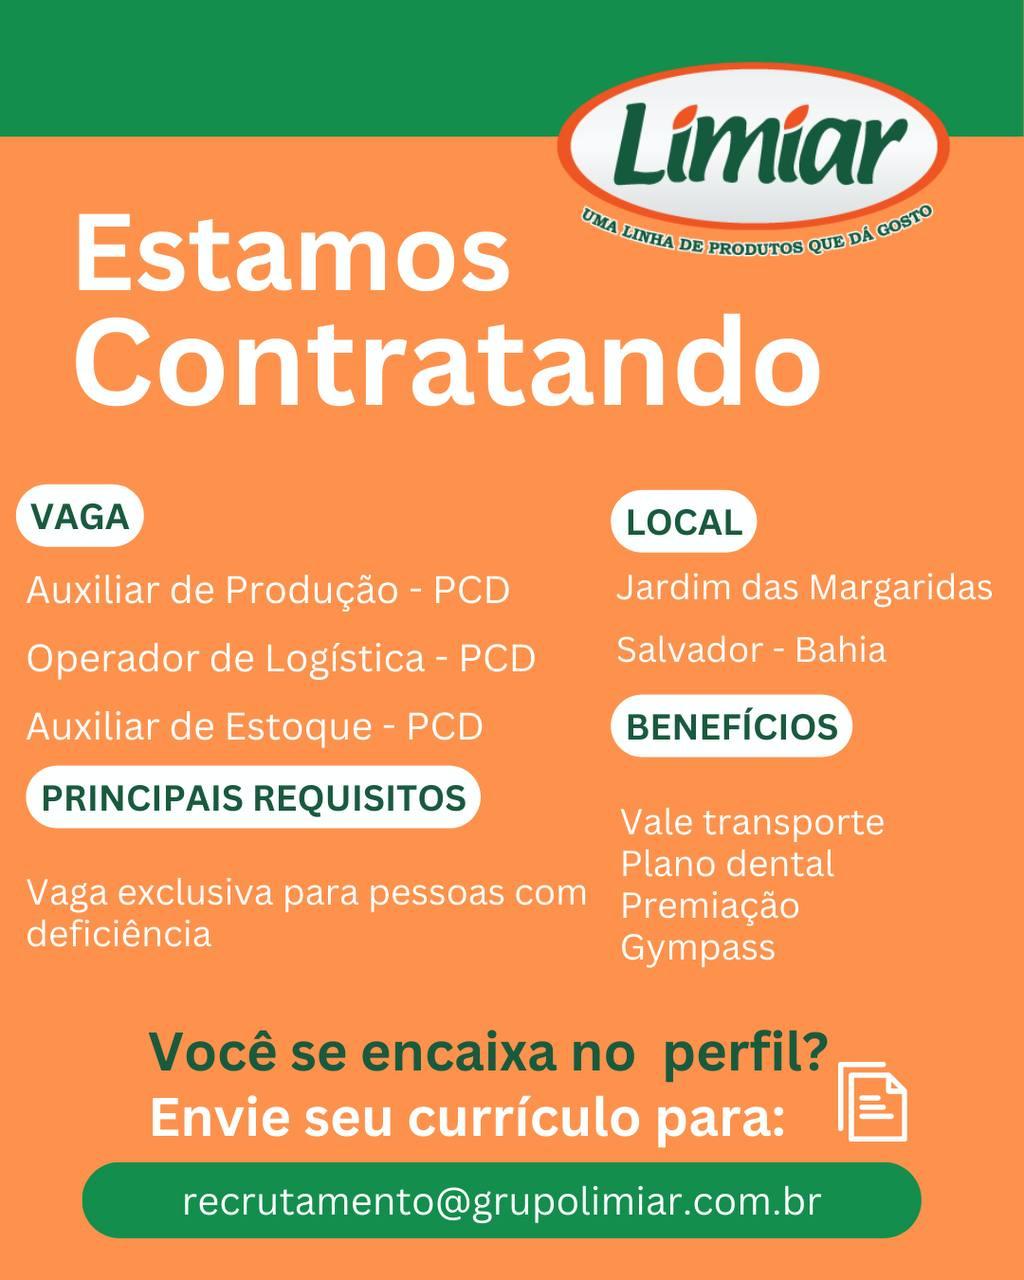 Limiar
UMA LINHA DE PRODUTOS QUE DÁ GOSTO
Estamos
Contratando
VAGA
Auxiliar de Produção - PCD
Operador de Logística - PCD
Auxiliar de Estoque - PCD
PRINCIPAIS REQUISITOS
Vaga exclusiva para pessoas com
deficiência
LOCAL
Jardim das Margaridas
Salvador - Bahia
BENEFÍCIOS
Vale transporte
Plano dental
Premiação
Gympass
Você se encaixa no perfil?
Envie seu currículo para:
recrutamento@grupolimiar.com.br